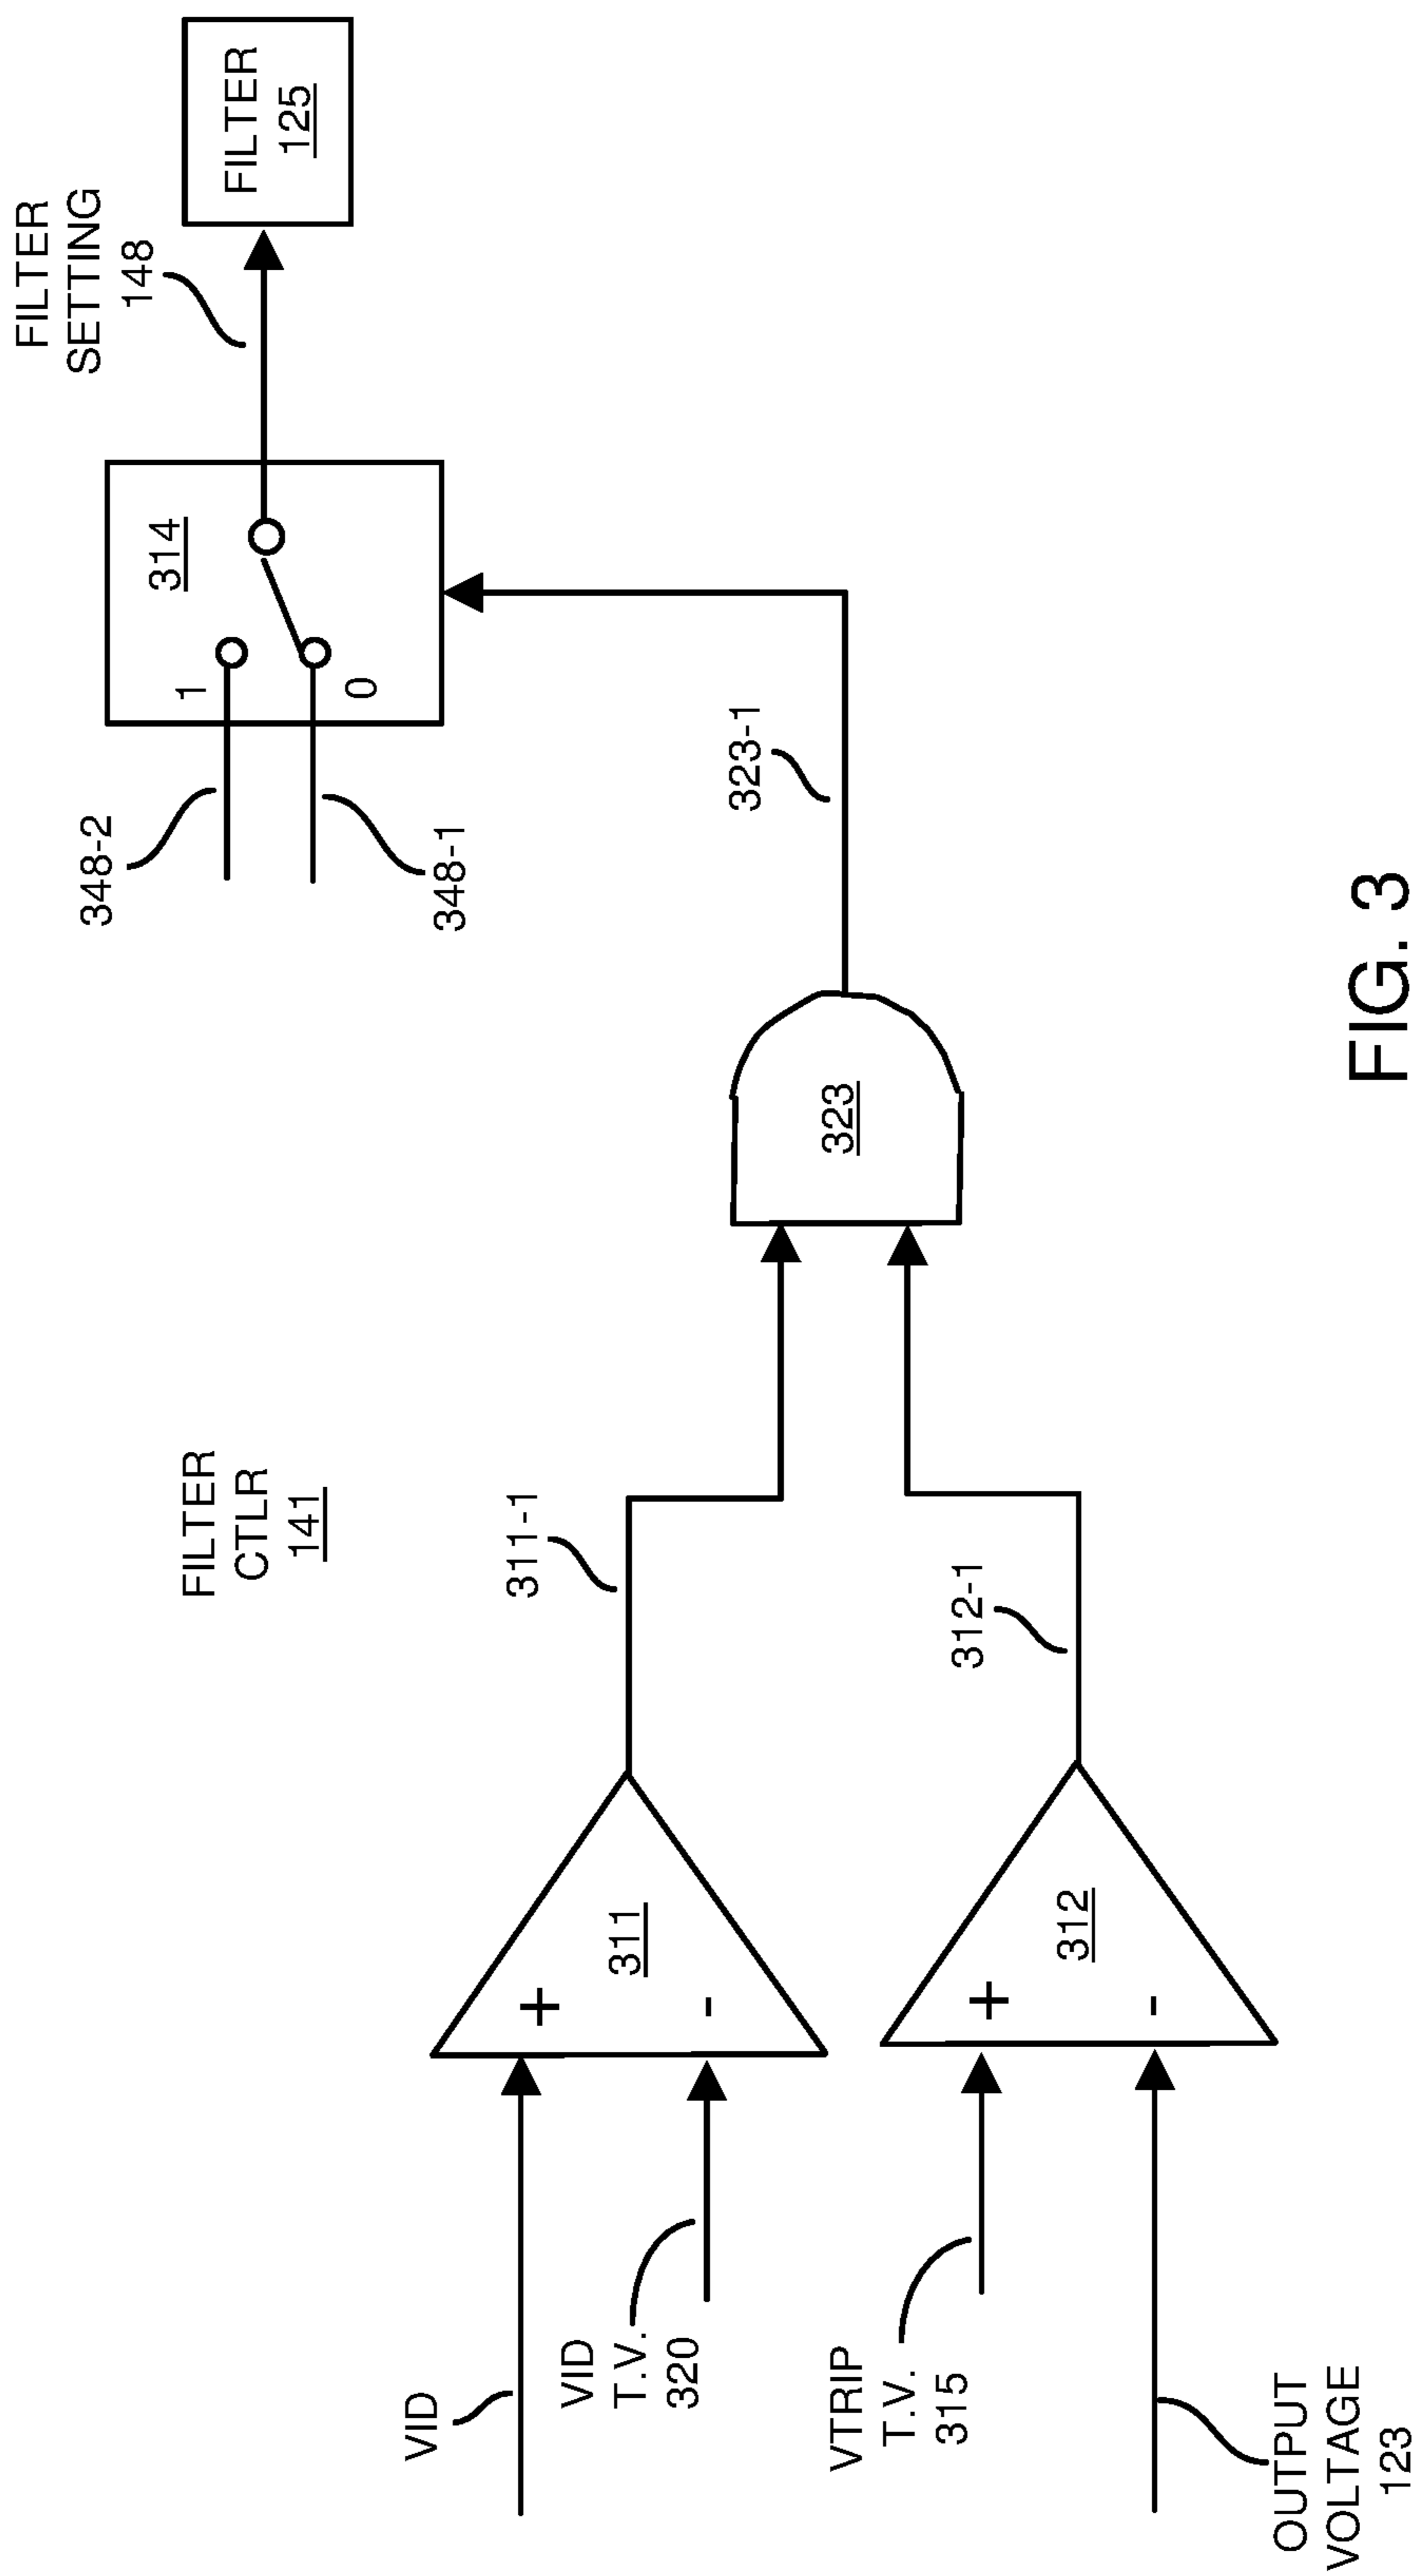 FILTER
CTLR
141
FILTER
SETTING
148
FILTER
125
314
1
0
348-2
348-1
323-1
323
311-1
312-1
VID
VID
T.V.
320
+
-
311
VTRIP
T.V.
315
OUTPUT
VOLTAGE
123
+
-
312
FIG. 3